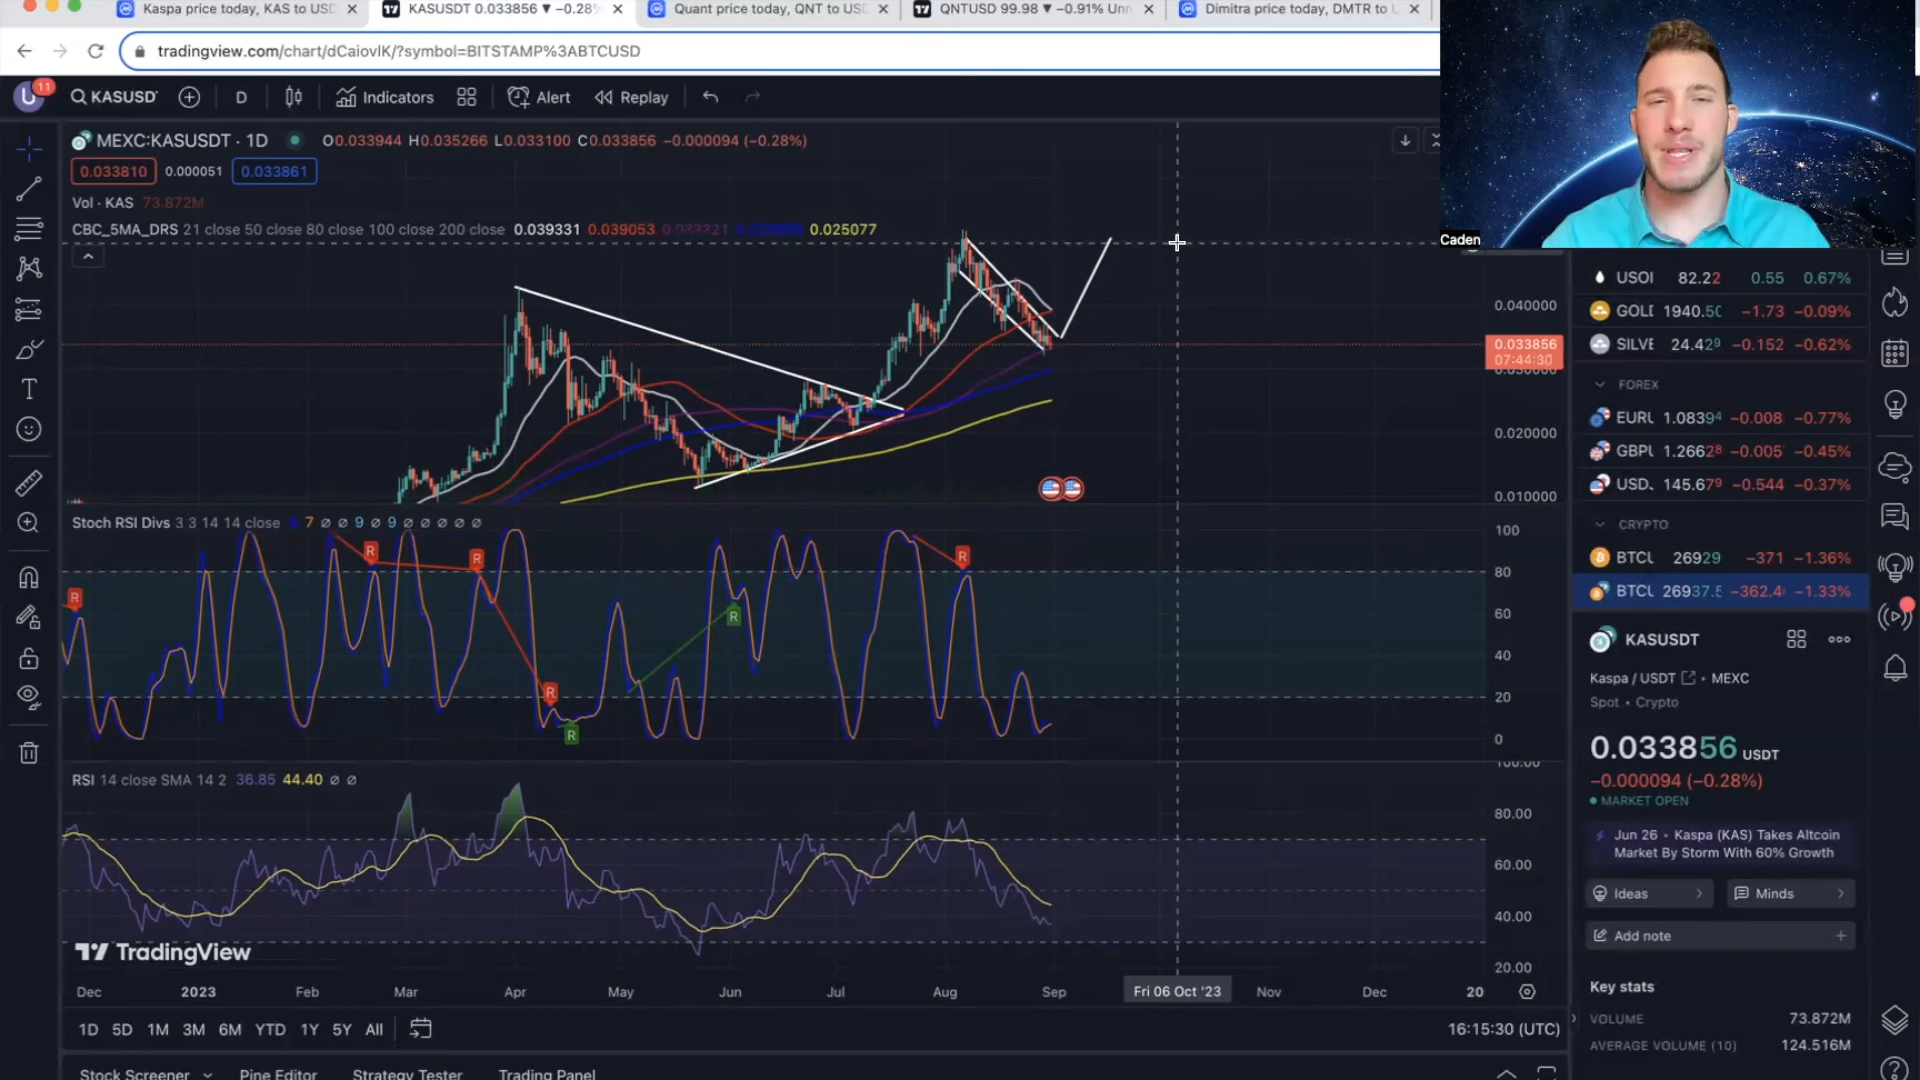 Kaspa price today, KAS to USD
KASUSDT 0.033856 ▼ −0.28%
Quant price today, QNT to USD
QNTUSD 99.98 ▼ −0.91% Unn
Dimitra price today, DMTR to U
tradingview.com/chart/dCaiovlK/?symbol=BITSTAMP%3ABTCUSD
U
11
KASUSDT
D
Indicators
Alert
Replay
MEXC:KASUSDT · 1D
O0.033944 H0.035266 L0.033100 C0.033856 −0.000094 (−0.28%)
0.033810
0.000051
0.033861
Vol · KAS 73.872M
CBC_5MA_DRS 21 close 50 close 80 close 100 close 200 close 0.039331 0.039053 0.025077
0.040000
0.033856
07:44:30
0.030000
0.020000
0.010000
Stoch RSI Divs 3 3 14 14 close 7 ∅ ∅ 9 ∅ 9 ∅ ∅ ∅ ∅ ∅
R
R
R
R
R
R
R
100
80
60
40
20
0
RSI 14 close SMA 14 2 36.85 44.40 ∅ ∅
100.00
80.00
60.00
40.00
20.00
TradingView
Dec
2023
Feb
Mar
Apr
May
Jun
Jul
Aug
Sep
Fri 06 Oct '23
Nov
Dec
20
1D 5D 1M 3M 6M YTD 1Y 5Y All
16:15:30 (UTC)
Stock Screener
Pine Editor
Strategy Tester
Trading Panel
Caden
USOI 82.22 0.55 0.67%
GOLD 1940.50 −1.73 −0.09%
SILVE 24.429 −0.152 −0.62%
FOREX
EURU 1.08394 −0.008 −0.77%
GBPU 1.26628 −0.005 −0.45%
USDJ 145.679 −0.544 −0.37%
CRYPTO
BTCU 26929 −371 −1.36%
BTCU 26937.5 −362.4 −1.33%
KASUSDT
Kaspa / USDT • MEXC
Spot • Crypto
0.033856 USDT
−0.000094 (−0.28%)
MARKET OPEN
Jun 26 • Kaspa (KAS) Takes Altcoin
Market By Storm With 60% Growth
Ideas
Minds
Add note
Key stats
VOLUME 73.872M
AVERAGE VOLUME (10) 124.516M